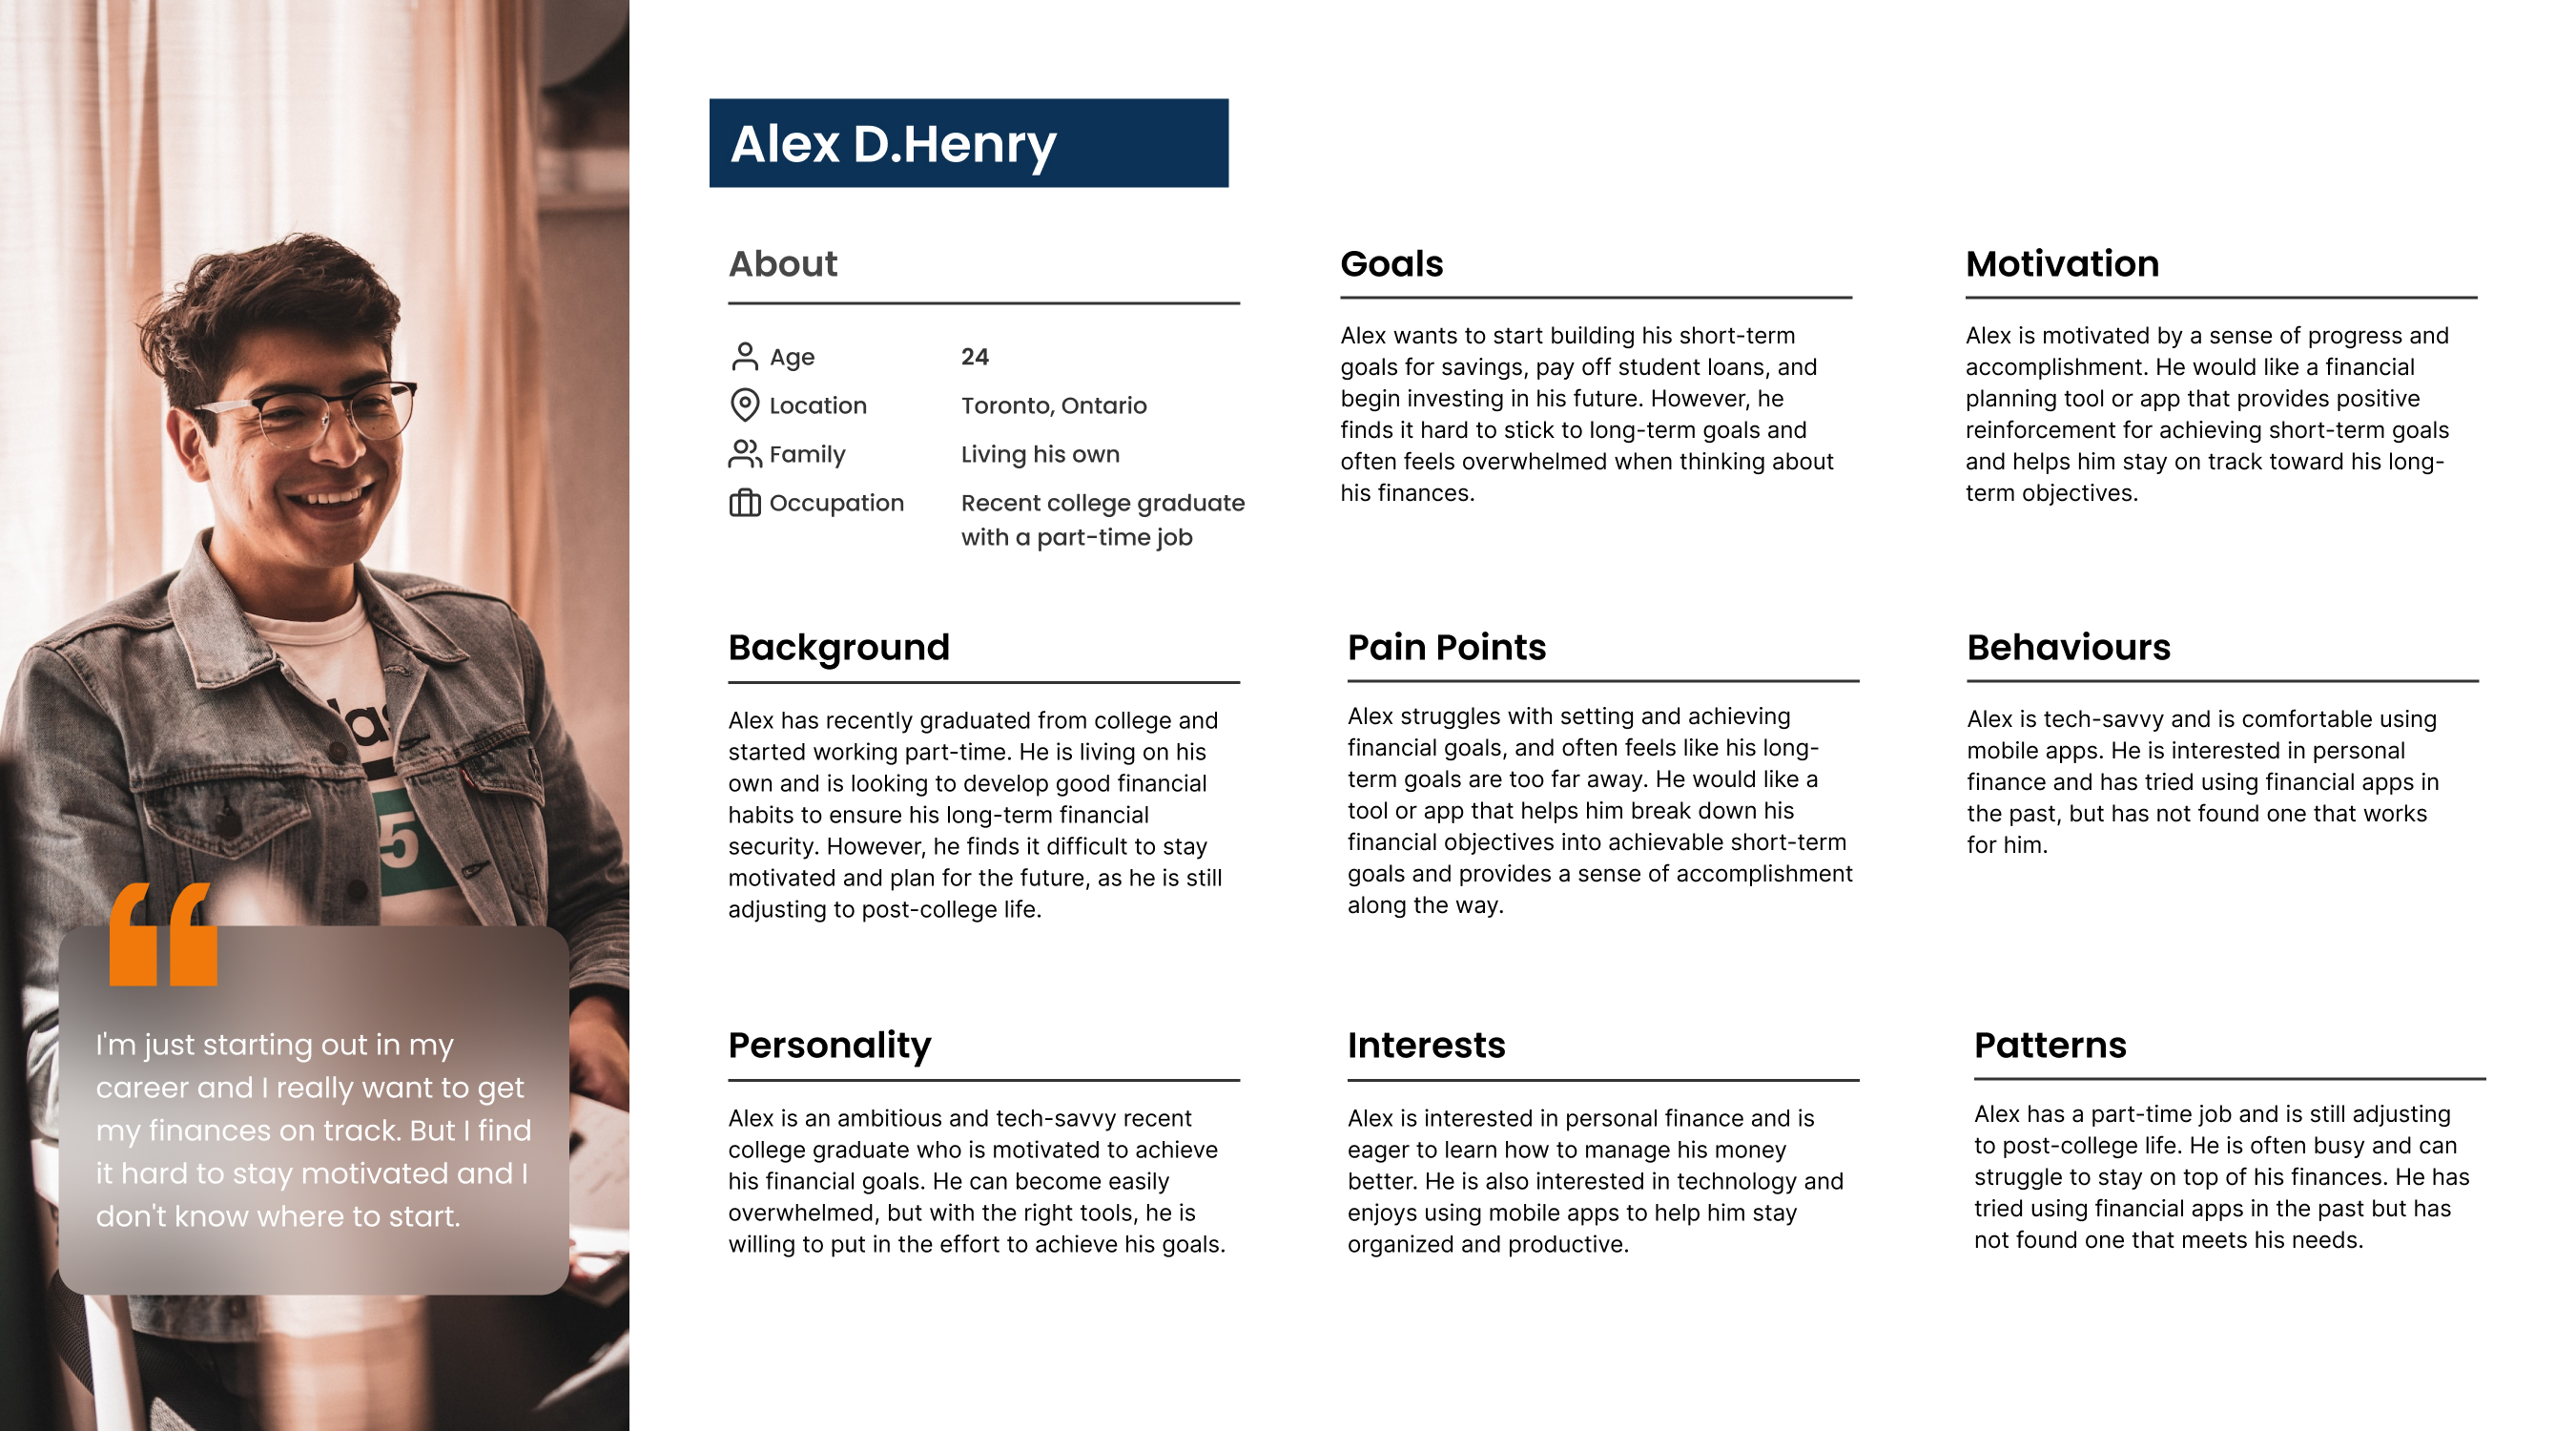 Alex D.Henry
About
Age 24
Location Toronto, Ontario
Family Living his own
Occupation Recent college graduate
with a part-time job
Goals
Alex wants to start building his short-term
goals for savings, pay off student loans, and
begin investing in his future. However, he
finds it hard to stick to long-term goals and
often feels overwhelmed when thinking about
his finances.
Motivation
Alex is motivated by a sense of progress and
accomplishment. He would like a financial
planning tool or app that provides positive
reinforcement for achieving short-term goals
and helps him stay on track toward his long-
term objectives.
Background
Alex has recently graduated from college and
started working part-time. He is living on his
own and is looking to develop good financial
habits to ensure his long-term financial
security. However, he finds it difficult to stay
motivated and plan for the future, as he is still
adjusting to post-college life.
Pain Points
Alex struggles with setting and achieving
financial goals, and often feels like his long-
term goals are too far away. He would like a
tool or app that helps him break down his
financial objectives into achievable short-term
goals and provides a sense of accomplishment
along the way.
Behaviours
Alex is tech-savvy and is comfortable using
mobile apps. He is interested in personal
finance and has tried using financial apps in
the past, but has not found one that works
for him.
Personality
Alex is an ambitious and tech-savvy recent
college graduate who is motivated to achieve
his financial goals. He can become easily
overwhelmed, but with the right tools, he is
willing to put in the effort to achieve his goals.
Interests
Alex is interested in personal finance and is
eager to learn how to manage his money
better. He is also interested in technology and
enjoys using mobile apps to help him stay
organized and productive.
Patterns
Alex has a part-time job and is still adjusting
to post-college life. He is often busy and can
struggle to stay on top of his finances. He has
tried using financial apps in the past but has
not found one that meets his needs.
5
“
I'm just starting out in my
career and I really want to get
my finances on track. But I find
it hard to stay motivated and I
don't know where to start.